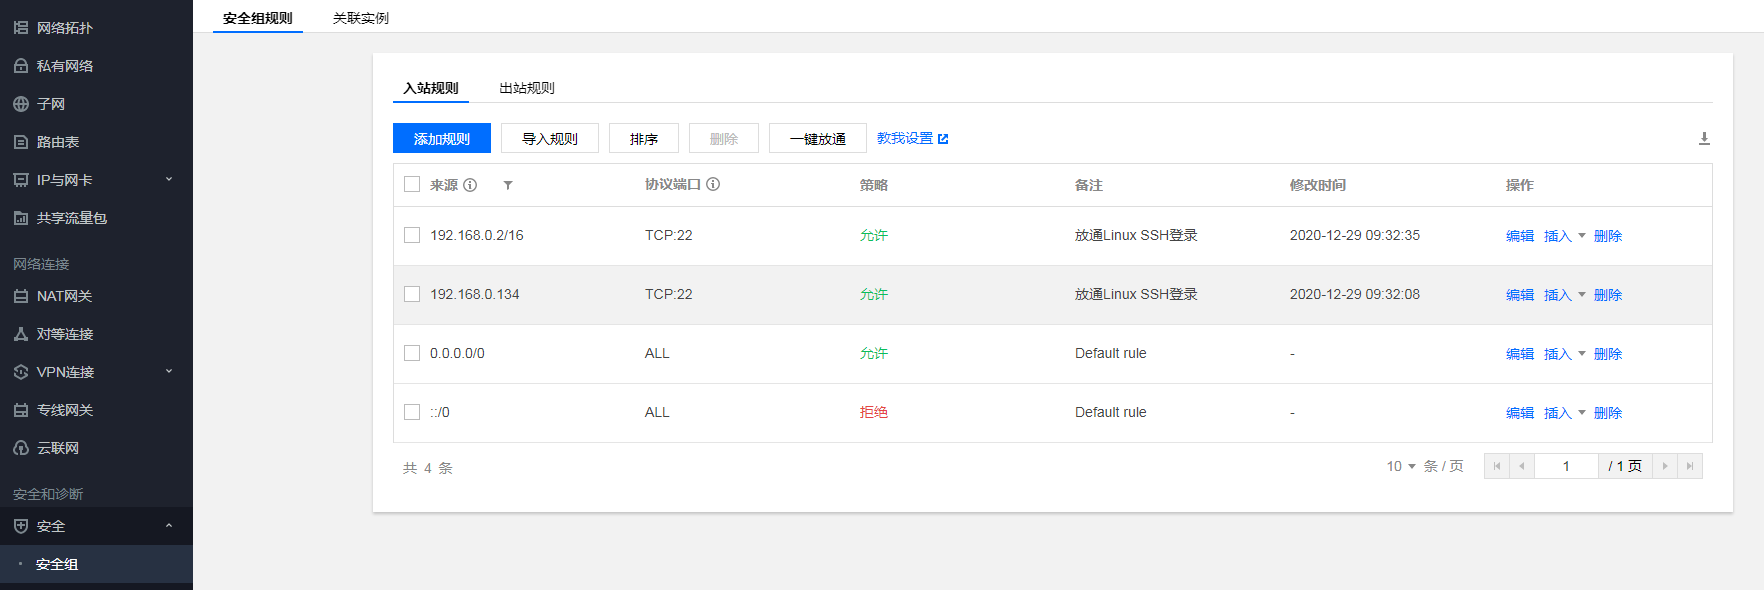 安全组规则 关联实例
网络拓扑
私有网络
子网
路由表
IP与网卡
共享流量包
网络连接
NAT网关
对等连接
VPN连接
专线网关
云联网
安全和诊断
安全
安全组
入站规则 出站规则
添加规则 导入规则 排序 删除 一键放通 教我设置
来源 协议端口 策略 备注 修改时间 操作
192.168.0.2/16 TCP:22 允许 放通Linux SSH登录 2020-12-29 09:32:35 编辑 插入 删除
192.168.0.134 TCP:22 允许 放通Linux SSH登录 2020-12-29 09:32:08 编辑 插入 删除
0.0.0.0/0 ALL 允许 Default rule - 编辑 插入 删除
::/0 ALL 拒绝 Default rule - 编辑 插入 删除
共 4 条 10 条 / 页 1 / 1 页